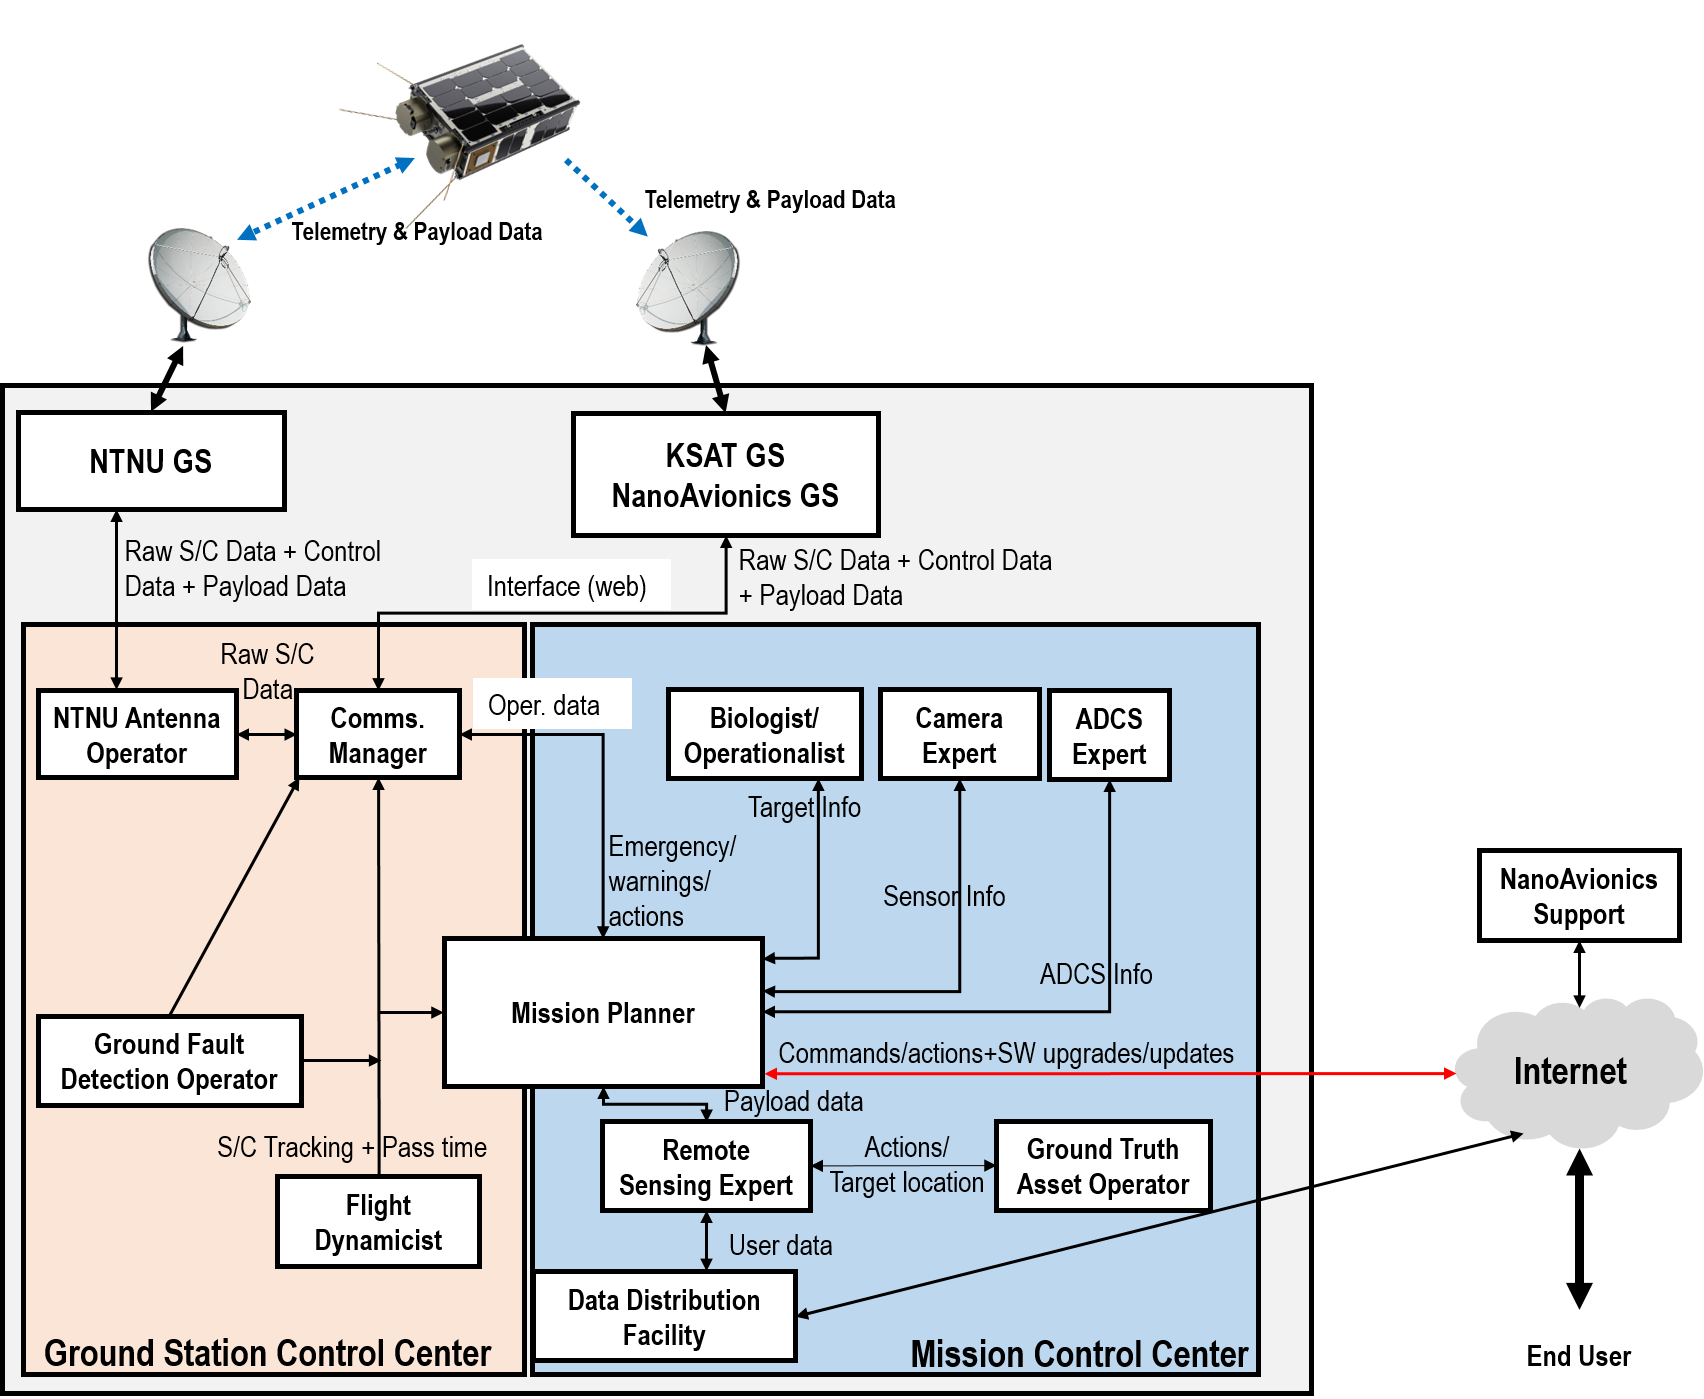 Telemetry & Payload Data
Telemetry & Payload Data
NTNU GS
KSAT GS
NanoAvionics GS
Raw S/C Data + Control
Data + Payload Data
Interface (web)
Raw S/C Data + Control Data
+ Payload Data
Raw S/C
Data
NTNU Antenna
Operator
Comms.
Manager
Oper. data
Biologist/
Operationalist
Camera
Expert
ADCS
Expert
Target Info
Emergency/
warnings/
actions
Sensor Info
ADCS Info
NanoAvionics
Support
Mission Planner
Ground Fault
Detection Operator
Commands/actions+SW upgrades/updates
Internet
Payload data
S/C Tracking + Pass time
Remote
Sensing Expert
Actions/
Target location
Ground Truth
Asset Operator
Flight
Dynamicist
User data
Data Distribution
Facility
Ground Station Control Center
Mission Control Center
End User